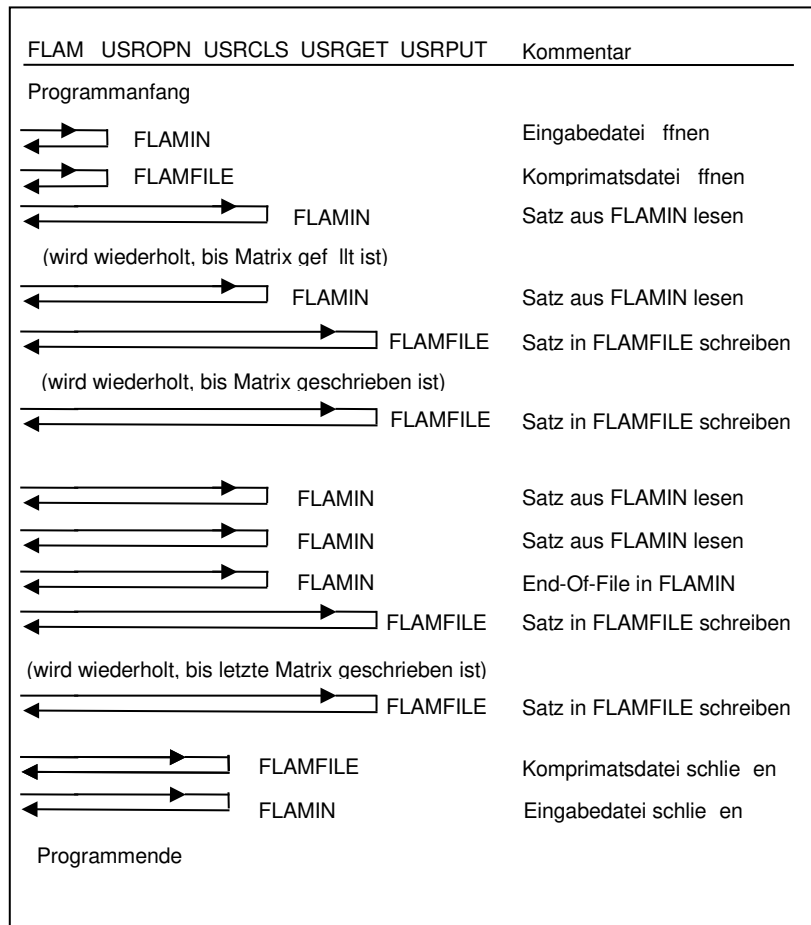 FLAM USROPN USRCLS USRGET USRPUT Kommentar
Programmanfang
FLAMIN Eingabedatei ffnen
FLAMFILE Komprimatsdatei ffnen
FLAMIN Satz aus FLAMIN lesen
(wird wiederholt, bis Matrix gef llt ist)
FLAMIN Satz aus FLAMIN lesen
FLAMFILE Satz in FLAMFILE schreiben
(wird wiederholt, bis Matrix geschrieben ist)
FLAMFILE Satz in FLAMFILE schreiben
FLAMIN Satz aus FLAMIN lesen
FLAMIN Satz aus FLAMIN lesen
FLAMIN End-Of-File in FLAMIN
FLAMFILE Satz in FLAMFILE schreiben
(wird wiederholt, bis letzte Matrix geschrieben ist)
FLAMFILE Satz in FLAMFILE schreiben
FLAMFILE Komprimatsdatei schlie en
FLAMIN Eingabedatei schlie en
Programmende